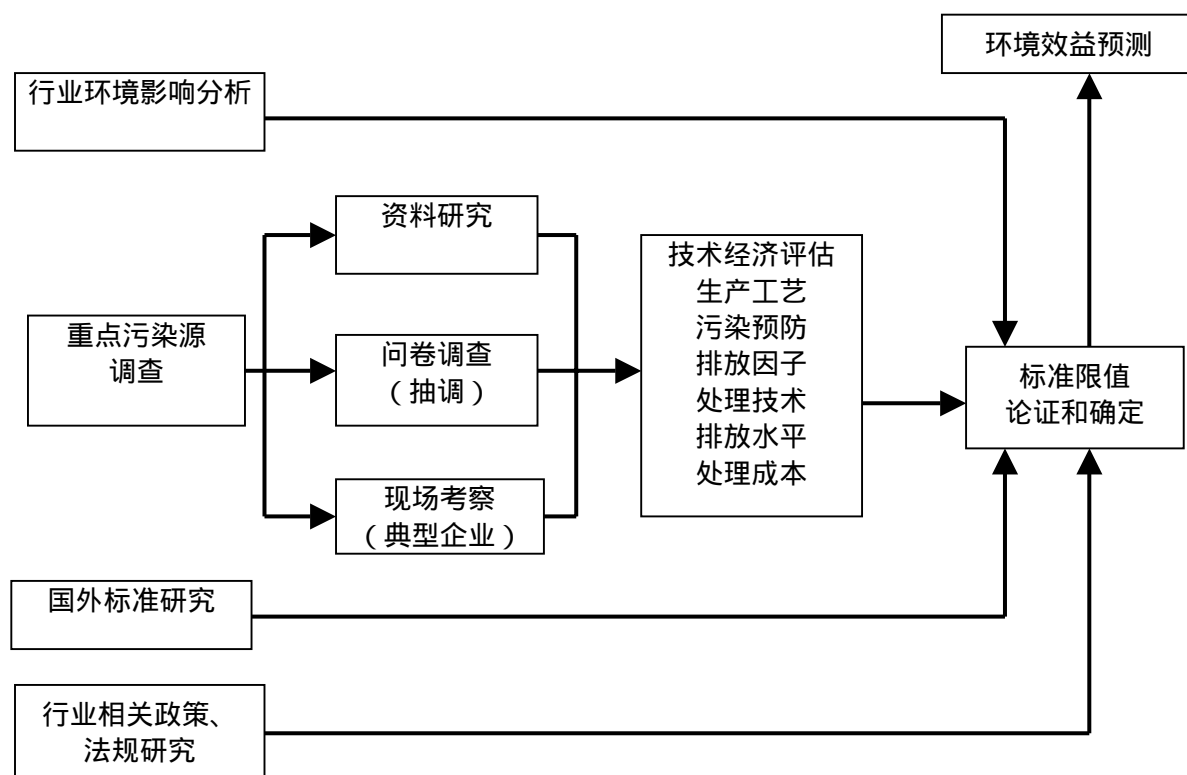 环境效益预测
行业环境影响分析
资料研究
重点污染源
调查
问卷调查
（抽调）
现场考察
（典型企业）
技术经济评估
生产工艺
污染预防
排放因子
处理技术
排放水平
处理成本
标准限值
论证和确定
国外标准研究
行业相关政策、
法规研究